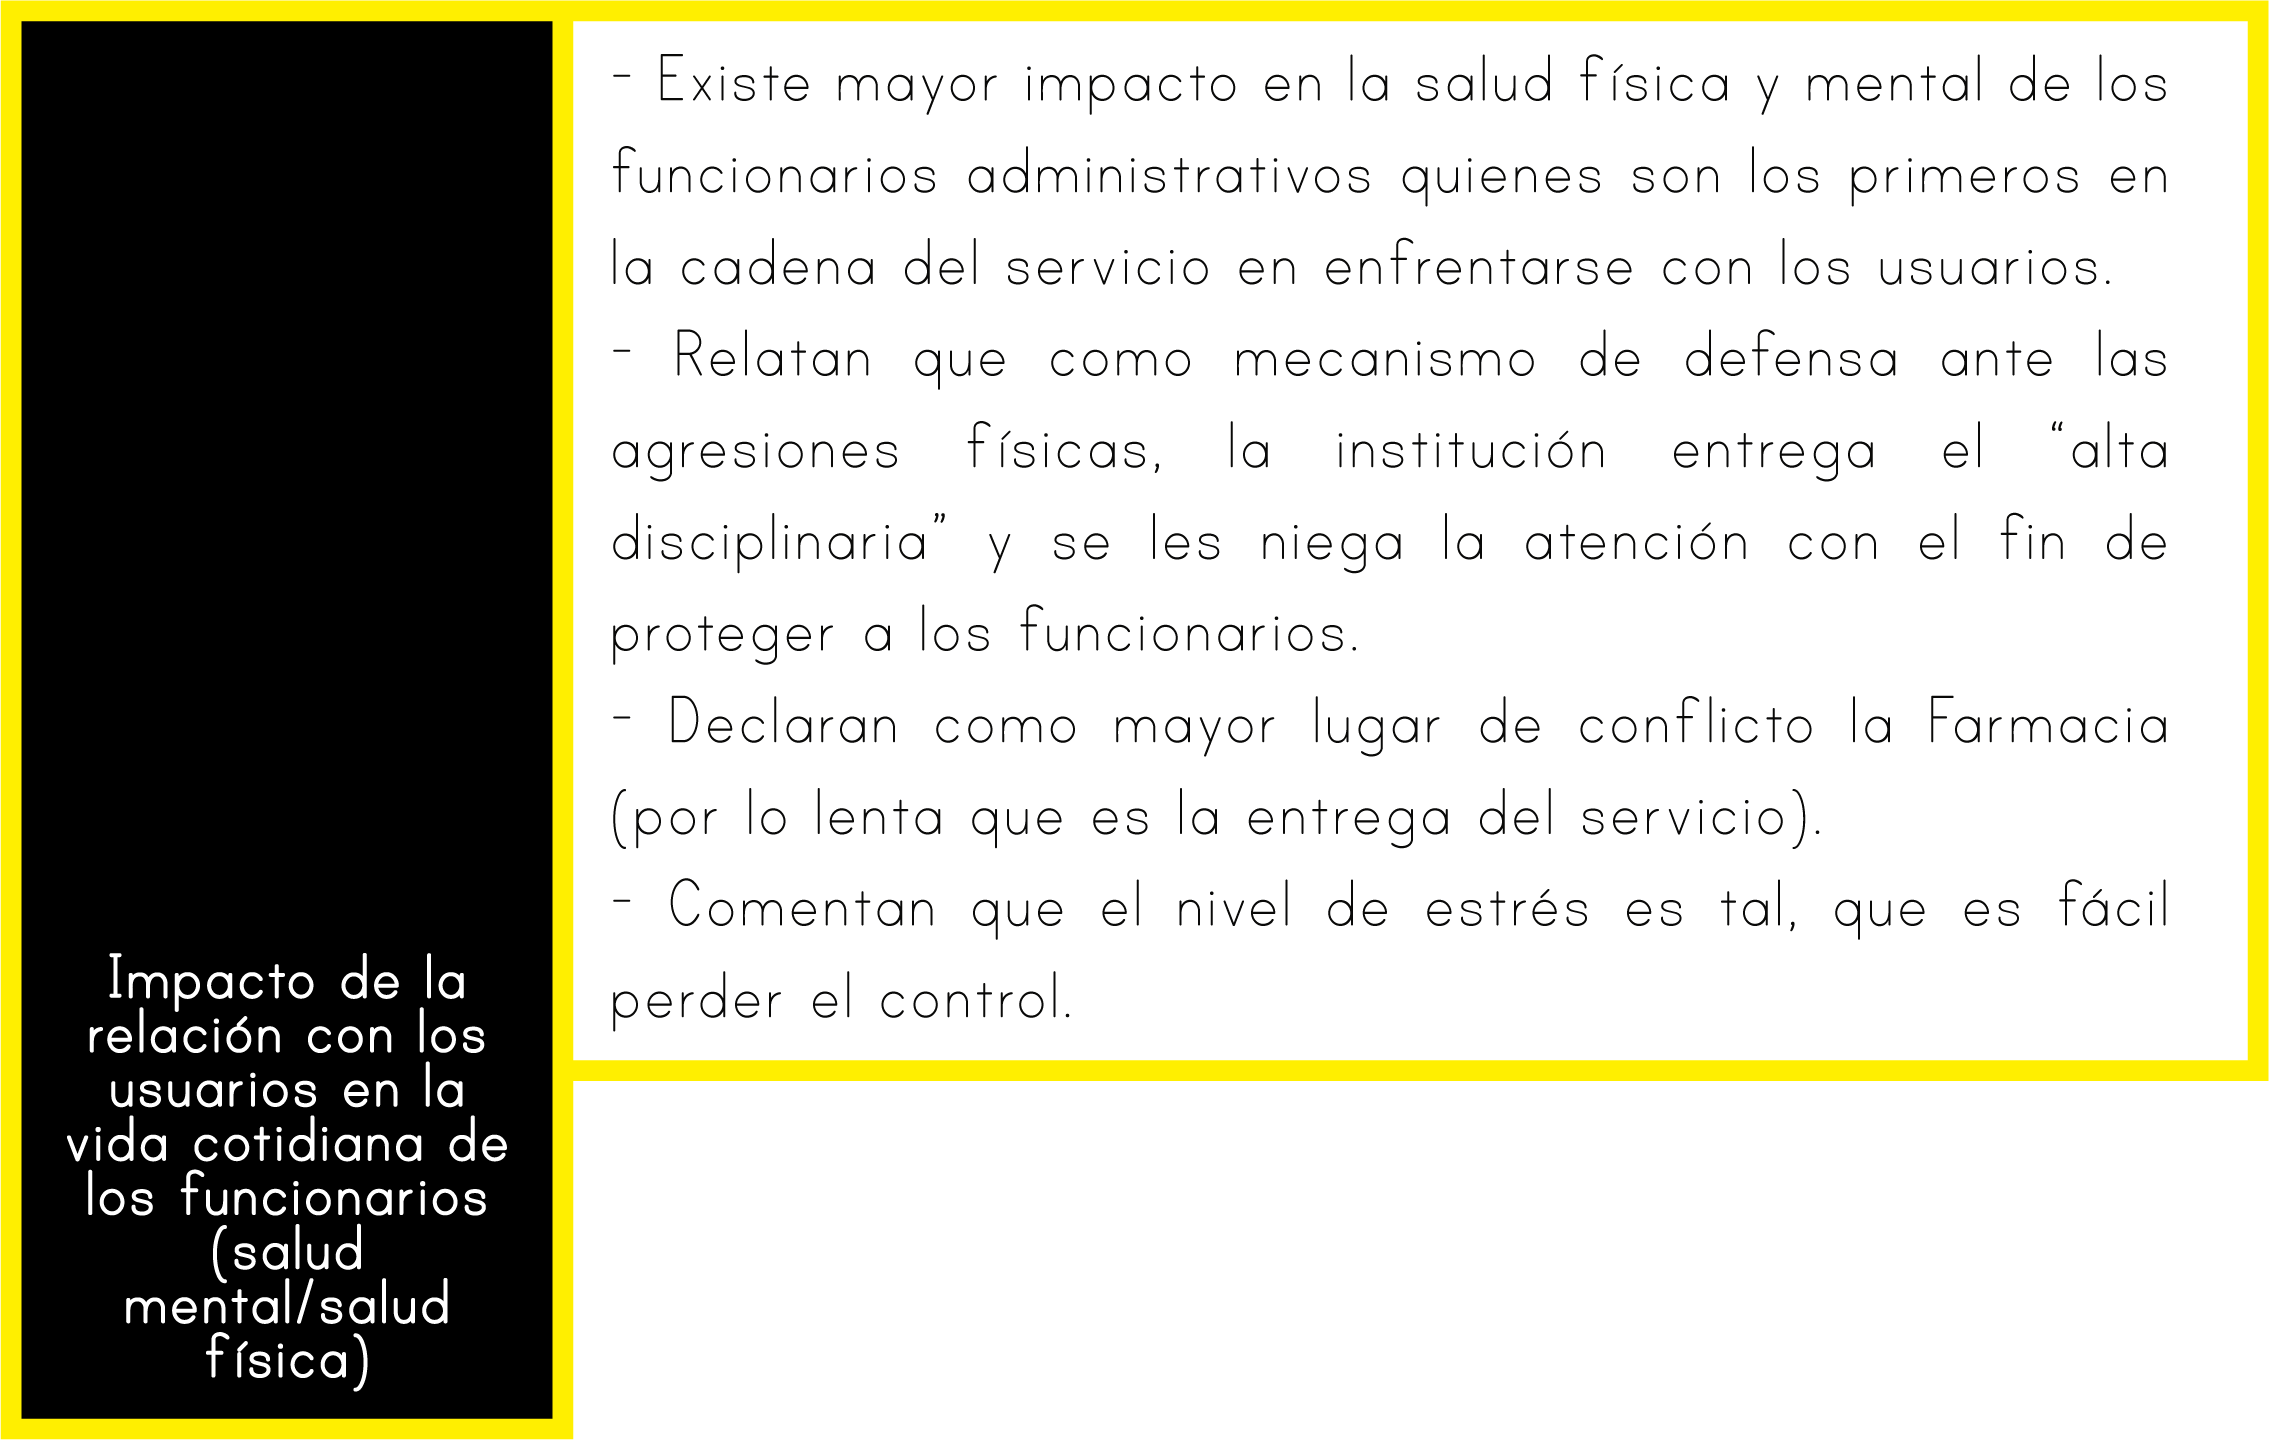 Impacto de la
relación con los
usuarios en la
vida cotidiana de
los funcionarios
(salud
mental/salud
física)
- Existe mayor impacto en la salud física y mental de los
funcionarios administrativos quienes son los primeros en
la cadena del servicio en enfrentarse con los usuarios.
- Relatan que como mecanismo de defensa ante las
agresiones físicas, la institución entrega el “alta
disciplinaria” y se les niega la atención con el fin de
proteger a los funcionarios.
- Declaran como mayor lugar de conflicto la Farmacia
(por lo lenta que es la entrega del servicio).
- Comentan que el nivel de estrés es tal, que es fácil
perder el control.